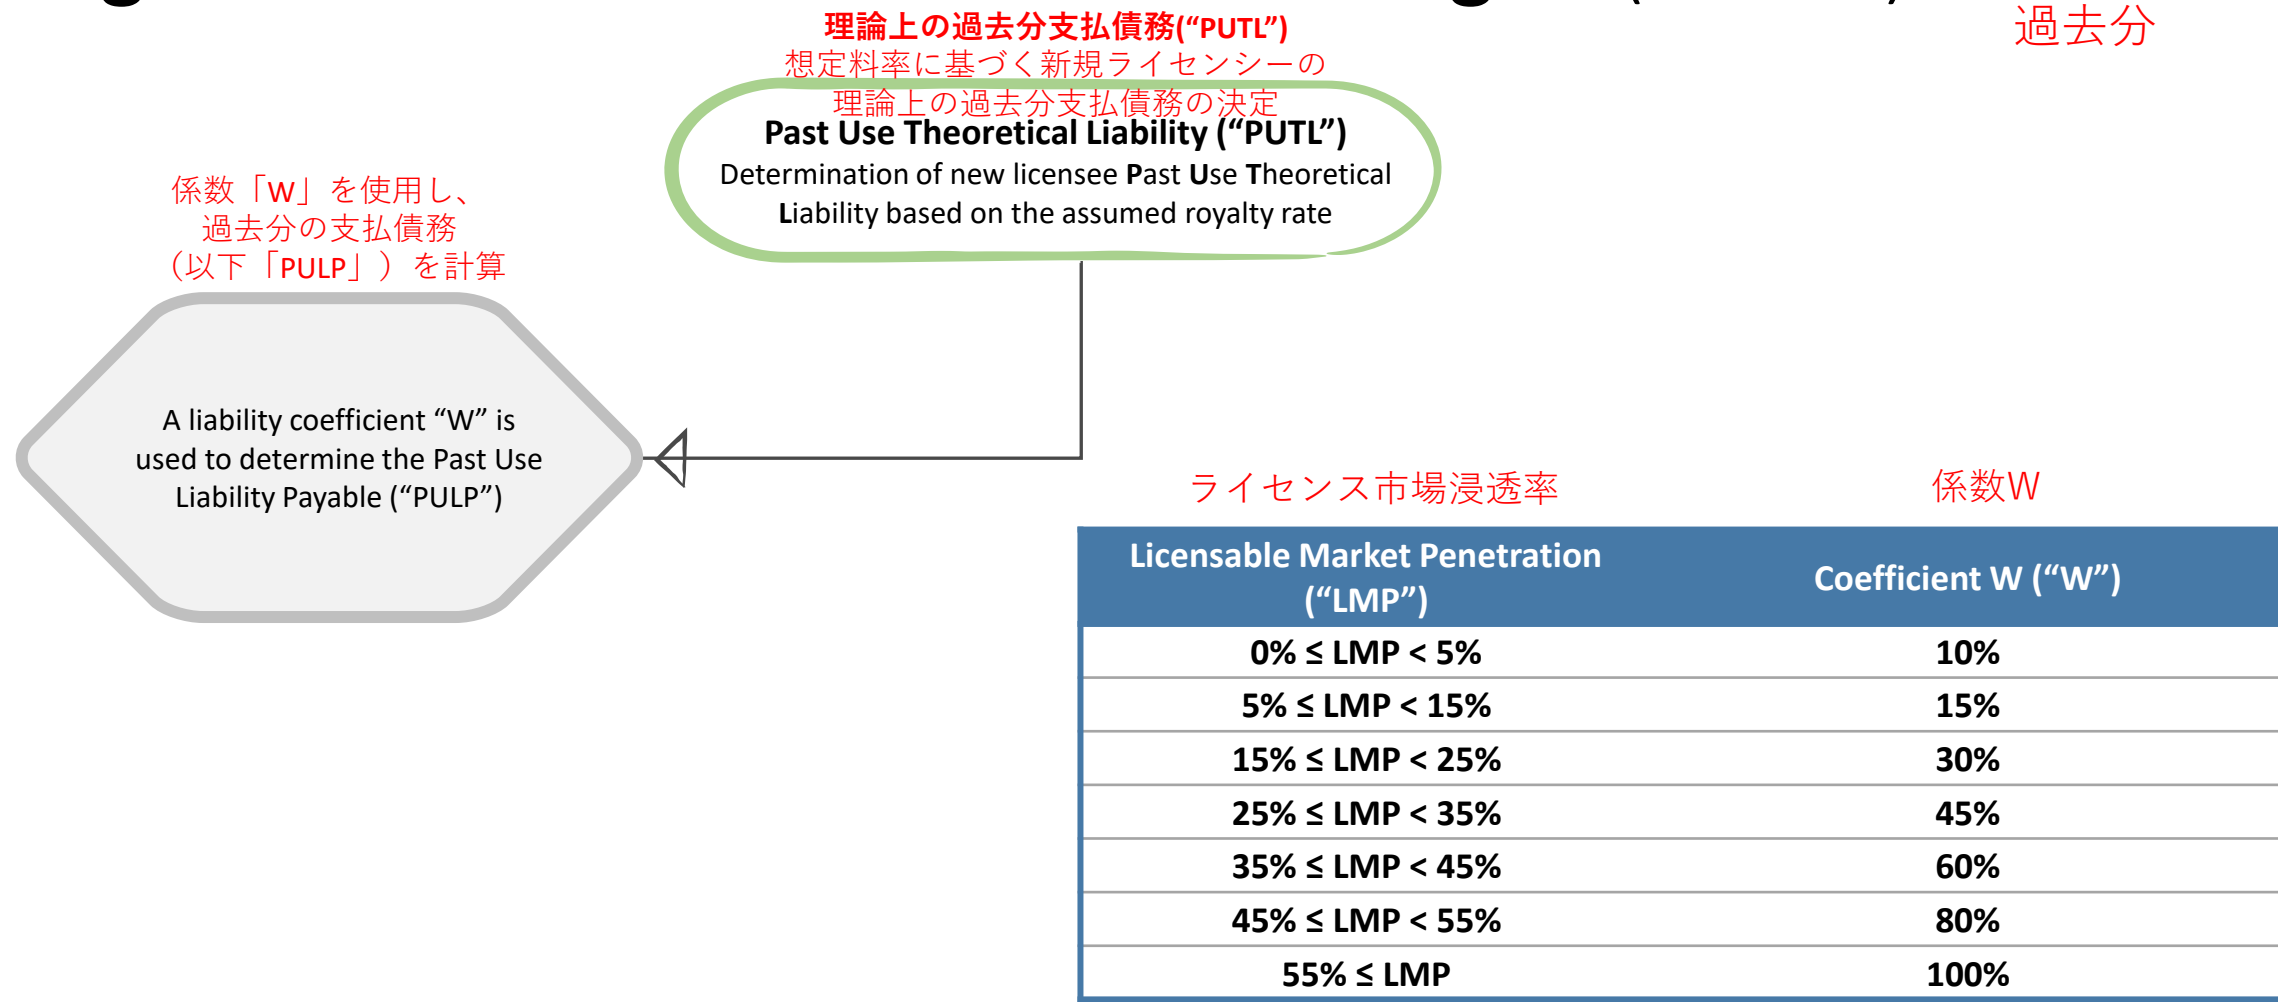 過去分
理論上の過去分支払債務("PUTL")
想定料率に基づく新規ライセンシーの
理論上の過去分支払債務の決定
Past Use Theoretical Liability (“PUTL”)
Determination of new licensee Past Use Theoretical
Liability based on the assumed royalty rate
係数「W」を使用し、
過去分の支払債務
（以下「PULP」）を計算
A liability coefficient “W” is
used to determine the Past Use
Liability Payable (“PULP”)
ライセンス市場浸透率 係数W
Licensable Market Penetration
(“LMP”)
Coefficient W (“W”)
0% ≤ LMP < 5% 10%
5% ≤ LMP < 15% 15%
15% ≤ LMP < 25% 30%
25% ≤ LMP < 35% 45%
35% ≤ LMP < 45% 60%
45% ≤ LMP < 55% 80%
55% ≤ LMP 100%